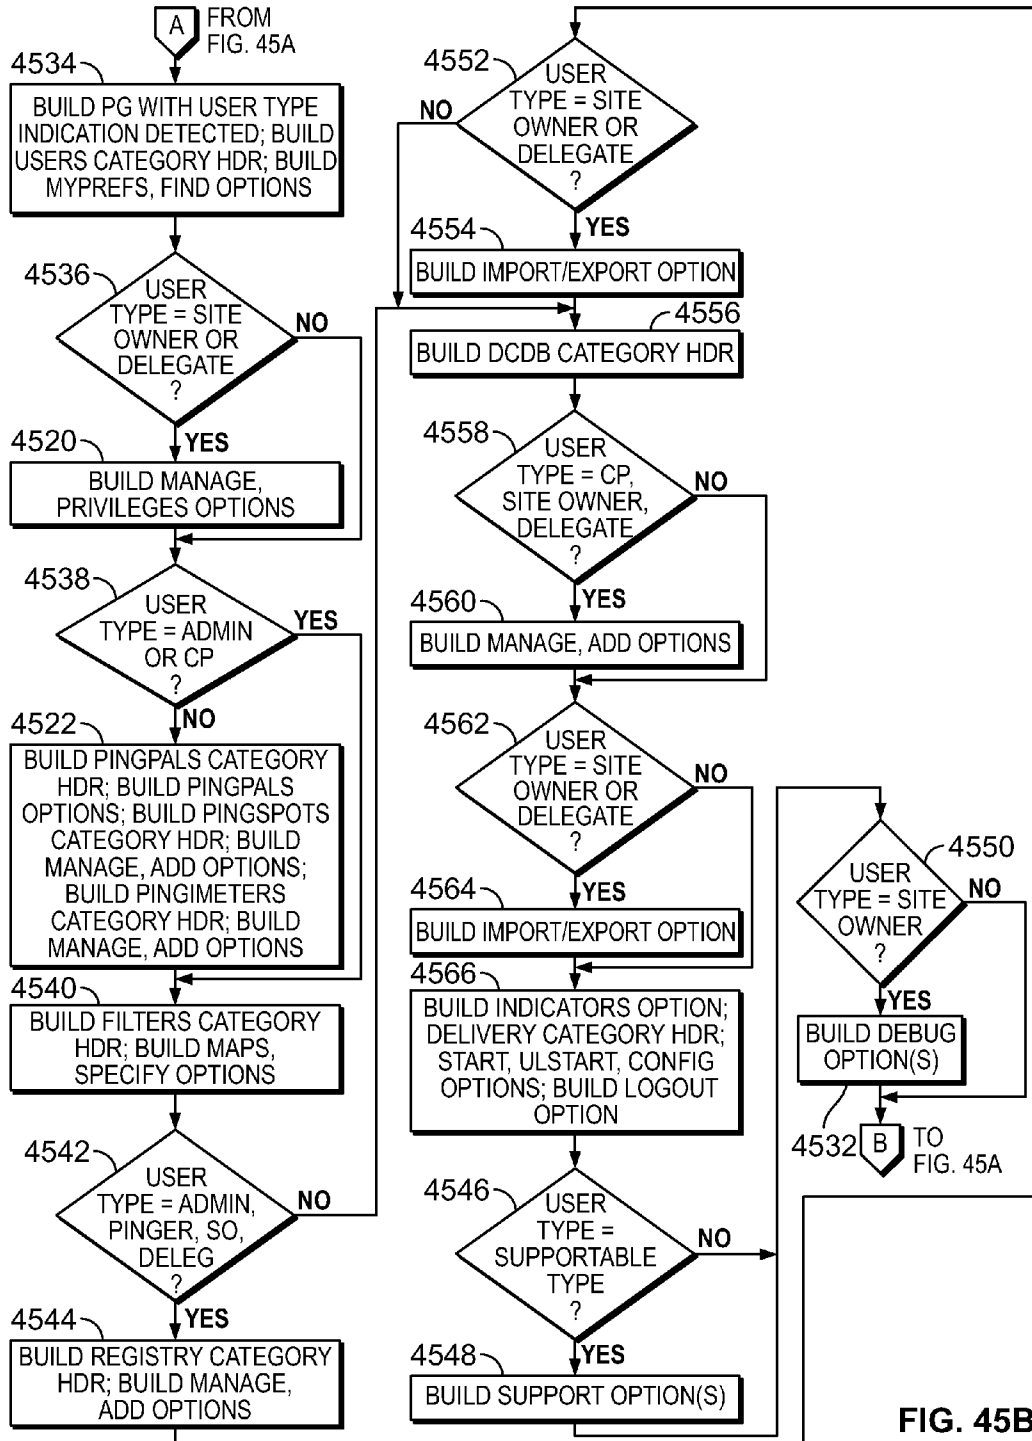 A
FROM
FIG. 45A
4534
BUILD PG WITH USER TYPE
INDICATION DETECTED; BUILD
USERS CATEGORY HDR; BUILD
MYPREFS, FIND OPTIONS
4536
USER
TYPE = SITE
OWNER OR
DELEGATE
?
NO
YES
4520
BUILD MANAGE,
PRIVILEGES OPTIONS
4538
USER
TYPE = ADMIN
OR CP
?
YES
NO
4522
BUILD PINGPALS CATEGORY
HDR; BUILD PINGPALS
OPTIONS; BUILD PINGSPOTS
CATEGORY HDR; BUILD
MANAGE, ADD OPTIONS;
BUILD PINGIMETERS
CATEGORY HDR; BUILD
MANAGE, ADD OPTIONS
4540
BUILD FILTERS CATEGORY
HDR; BUILD MAPS,
SPECIFY OPTIONS
4542
USER
TYPE = ADMIN,
PINGER, SO,
DELEG
?
NO
YES
4544
BUILD REGISTRY CATEGORY
HDR; BUILD MANAGE,
ADD OPTIONS
4552
USER
TYPE = SITE
OWNER OR
DELEGATE
?
NO
YES
4554
BUILD IMPORT/EXPORT OPTION
4556
BUILD DCDB CATEGORY HDR
4558
USER
TYPE = CP,
SITE OWNER,
DELEGATE
?
NO
YES
4560
BUILD MANAGE, ADD OPTIONS
4562
USER
TYPE = SITE
OWNER OR
DELEGATE
?
NO
YES
4564
BUILD IMPORT/EXPORT OPTION
4566
BUILD INDICATORS OPTION;
DELIVERY CATEGORY HDR;
START, ULSTART, CONFIG
OPTIONS; BUILD LOGOUT
OPTION
4546
USER
TYPE =
SUPPORTABLE
TYPE
?
NO
YES
4548
BUILD SUPPORT OPTION(S)
4550
USER
TYPE = SITE
OWNER
?
NO
YES
BUILD DEBUG
OPTION(S)
4532
B
TO
FIG. 45A
FIG. 45B